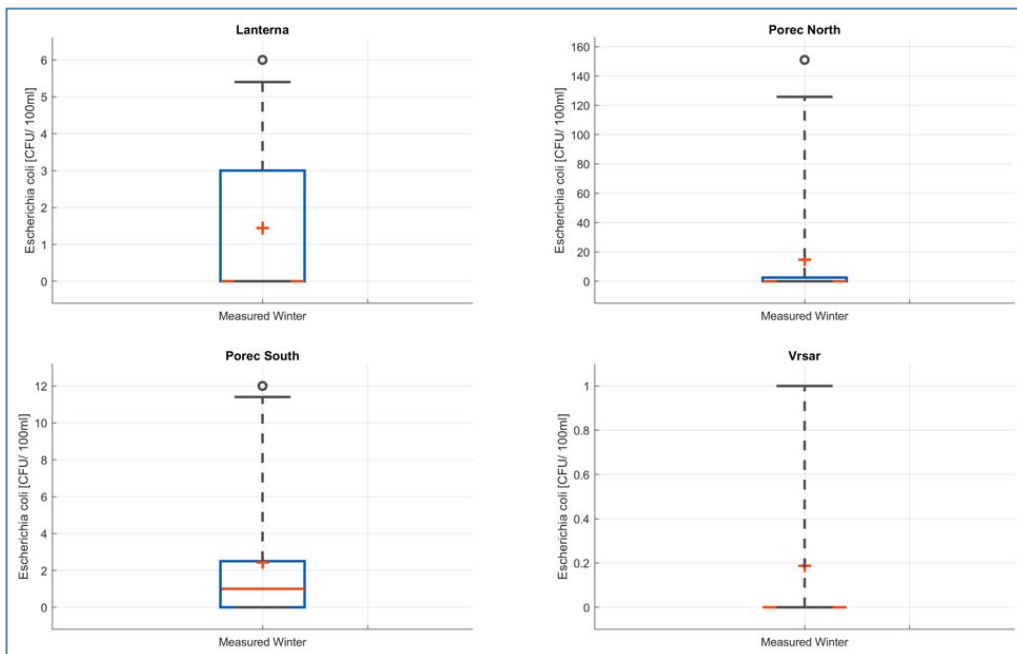 Lanterna
Escherichia coli [CFU/ 100ml]
6
5
4
3
2
1
0
Measured Winter
Porec North
Escherichia coli [CFU/ 100ml]
160
140
120
100
80
60
40
20
0
Measured Winter
Porec South
Escherichia coli [CFU/ 100ml]
12
10
8
6
4
2
0
Measured Winter
Vrsar
Escherichia coli [CFU/ 100ml]
1
0.8
0.6
0.4
0.2
0
Measured Winter